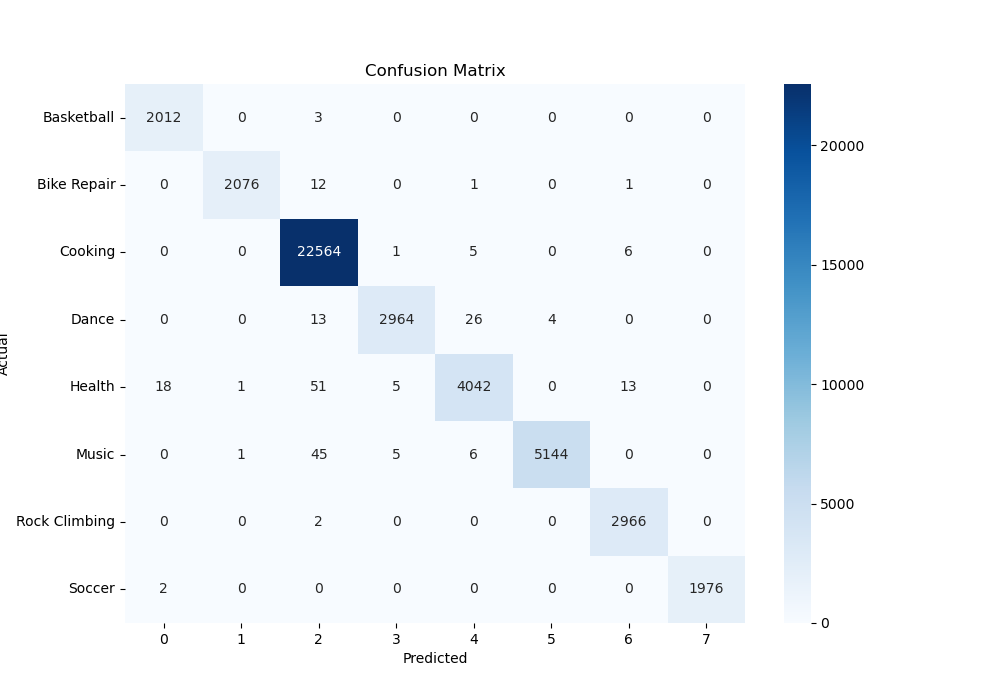 Confusion Matrix
Basketball 2012 0 3 0 0 0 0 0
Bike Repair 0 2076 12 0 1 0 1 0
Cooking 0 0 22564 1 5 0 6 0
Dance 0 0 13 2964 26 4 0 0
Health 18 1 51 5 4042 0 13 0
Music 0 1 45 5 6 5144 0 0
Rock Climbing 0 0 2 0 0 0 2966 0
Soccer 2 0 0 0 0 0 0 1976
0 1 2 3 4 5 6 7
Predicted
Actual
20000
15000
10000
5000
0